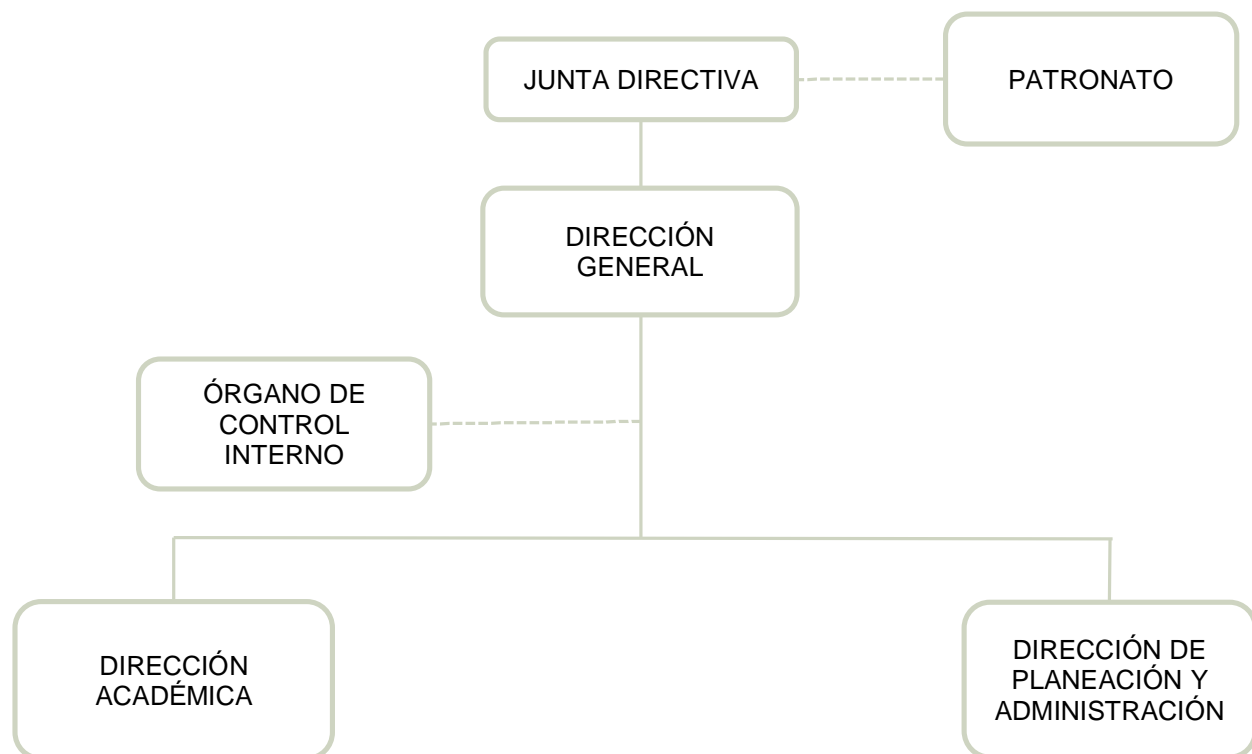 JUNTA DIRECTIVA
PATRONATO
DIRECCIÓN
GENERAL
ÓRGANO DE
CONTROL
INTERNO
DIRECCIÓN
ACADÉMICA
DIRECCIÓN DE
PLANEACIÓN Y
ADMINISTRACIÓN